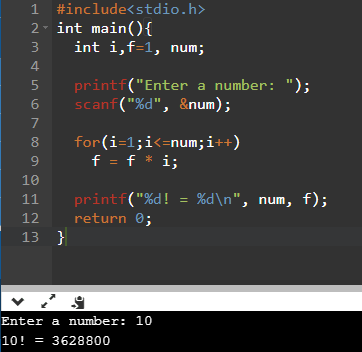 1 #include<stdio.h>
2 int main(){
3 int i,f=1, num;
4
5 printf("Enter a number: ");
6 scanf("%d", &num);
7
8 for(i=1;i<=num;i++)
9 f = f * i;
10
11 printf("%d! = %d\n", num, f);
12 return 0;
13 }
Enter a number: 10
10! = 3628800